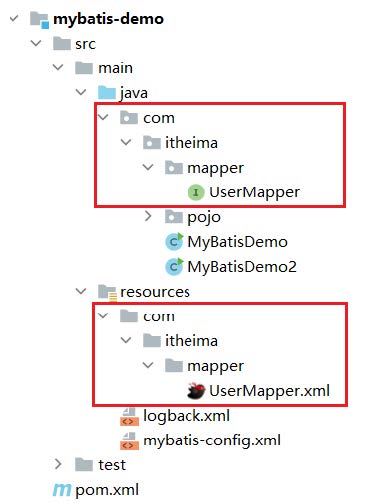 mybatis-demo
src
main
java
com
itheima
mapper
I UserMapper
pojo
C MyBatisDemo
C MyBatisDemo2
resources
com
itheima
mapper
UserMapper.xml
logback.xml
mybatis-config.xml
test
m pom.xml